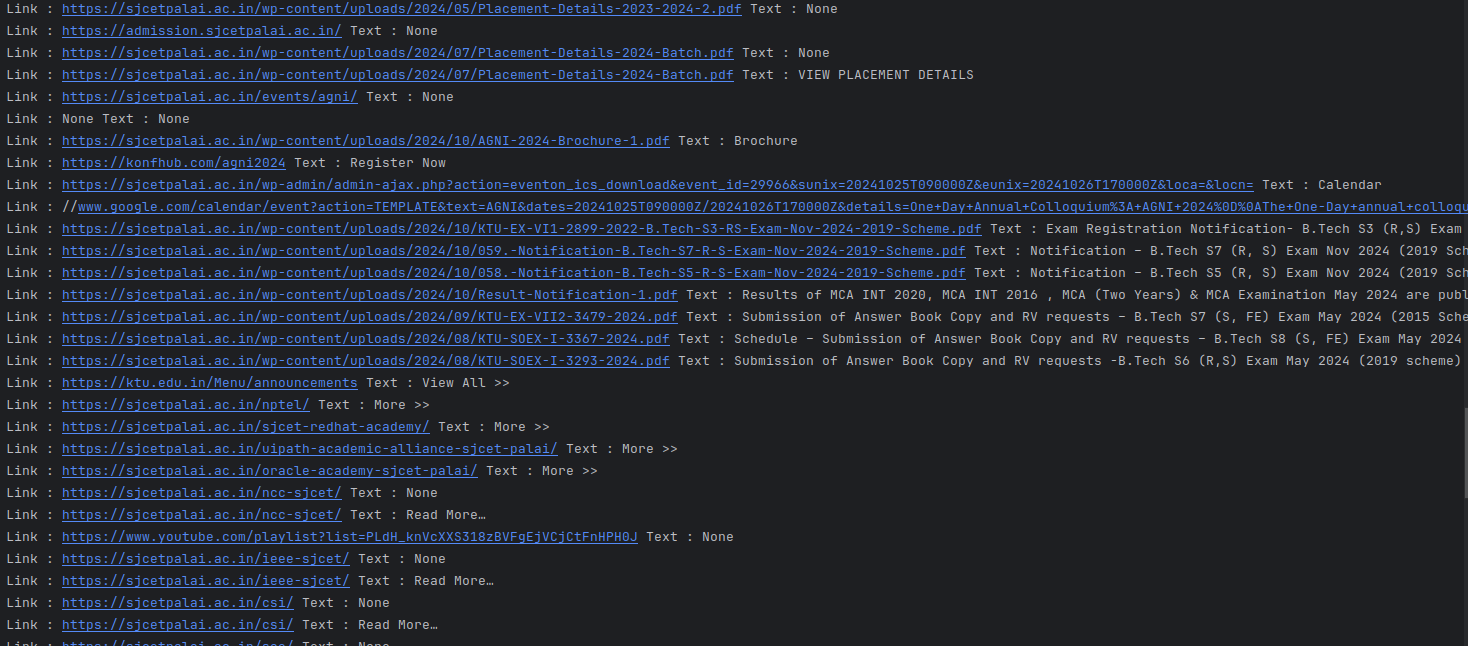 Link : https://sjcetpalai.ac.in/wp-content/uploads/2024/05/Placement-Details-2023-2024-2.pdf Text : None
Link : https://admission.sjcetpalai.ac.in/ Text : None
Link : https://sjcetpalai.ac.in/wp-content/uploads/2024/07/Placement-Details-2024-Batch.pdf Text : None
Link : https://sjcetpalai.ac.in/wp-content/uploads/2024/07/Placement-Details-2024-Batch.pdf Text : VIEW PLACEMENT DETAILS
Link : https://sjcetpalai.ac.in/events/agni/ Text : None
Link : None Text : None
Link : https://sjcetpalai.ac.in/wp-content/uploads/2024/10/AGNI-2024-Brochure-1.pdf Text : Brochure
Link : https://konfhub.com/agni2024 Text : Register Now
Link : https://sjcetpalai.ac.in/wp-admin/admin-ajax.php?action=eventon_ics_download&event_id=29966&sunix=20241025T090000Z&eunix=20241026T170000Z&loca=&locn= Text : Calendar
Link : //www.google.com/calendar/event?action=TEMPLATE&text=AGNI&dates=20241025T090000Z/20241026T170000Z&details=One+Day+Annual+Colloquium%3A+AGNI+2024%0D%0AThe+One-Day+annual+colloqu
Link : https://sjcetpalai.ac.in/wp-content/uploads/2024/10/KTU-EX-VI1-2899-2022-B.Tech-S3-RS-Exam-Nov-2024-2019-Scheme.pdf Text : Exam Registration Notification- B.Tech S3 (R,S) Exam
Link : https://sjcetpalai.ac.in/wp-content/uploads/2024/10/059.-Notification-B.Tech-S7-R-S-Exam-Nov-2024-2019-Scheme.pdf Text : Notification – B.Tech S7 (R, S) Exam Nov 2024 (2019 Sch
Link : https://sjcetpalai.ac.in/wp-content/uploads/2024/10/058.-Notification-B.Tech-S5-R-S-Exam-Nov-2024-2019-Scheme.pdf Text : Notification – B.Tech S5 (R, S) Exam Nov 2024 (2019 Sch
Link : https://sjcetpalai.ac.in/wp-content/uploads/2024/10/Result-Notification-1.pdf Text : Results of MCA INT 2020, MCA INT 2016 , MCA (Two Years) & MCA Examination May 2024 are publ
Link : https://sjcetpalai.ac.in/wp-content/uploads/2024/09/KTU-EX-VII2-3479-2024.pdf Text : Submission of Answer Book Copy and RV requests – B.Tech S7 (S, FE) Exam May 2024 (2015 Sche
Link : https://sjcetpalai.ac.in/wp-content/uploads/2024/08/KTU-SOEX-I-3367-2024.pdf Text : Schedule – Submission of Answer Book Copy and RV requests – B.Tech S8 (S, FE) Exam May 2024
Link : https://sjcetpalai.ac.in/wp-content/uploads/2024/08/KTU-SOEX-I-3293-2024.pdf Text : Submission of Answer Book Copy and RV requests -B.Tech S6 (R,S) Exam May 2024 (2019 scheme)
Link : https://ktu.edu.in/Menu/announcements Text : View All >>
Link : https://sjcetpalai.ac.in/nptel/ Text : More >>
Link : https://sjcetpalai.ac.in/sjcet-redhat-academy/ Text : More >>
Link : https://sjcetpalai.ac.in/uipath-academic-alliance-sjcet-palai/ Text : More >>
Link : https://sjcetpalai.ac.in/oracle-academy-sjcet-palai/ Text : More >>
Link : https://sjcetpalai.ac.in/ncc-sjcet/ Text : None
Link : https://sjcetpalai.ac.in/ncc-sjcet/ Text : Read More…
Link : https://www.youtube.com/playlist?list=PLdH_knVcXXS318zBVFgEjVCjCtFnHPH0J Text : None
Link : https://sjcetpalai.ac.in/ieee-sjcet/ Text : None
Link : https://sjcetpalai.ac.in/ieee-sjcet/ Text : Read More…
Link : https://sjcetpalai.ac.in/csi/ Text : None
Link : https://sjcetpalai.ac.in/csi/ Text : Read More…